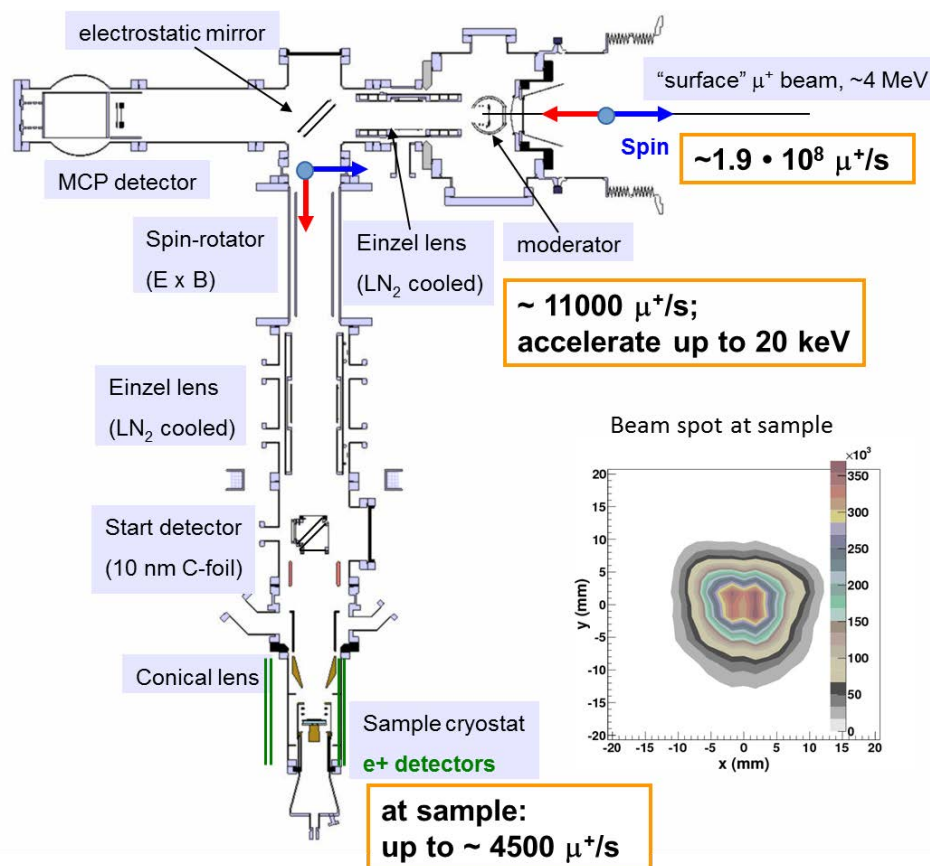 electrostatic mirror
“surface” μ⁺ beam, ~4 MeV
Spin
~1.9 • 10⁸ μ⁺/s
MCP detector
Spin-rotator
(E x B)
Einzel lens
(LN₂ cooled)
moderator
~ 11000 μ⁺/s;
accelerate up to 20 keV
Einzel lens
(LN₂ cooled)
Start detector
(10 nm C-foil)
Conical lens
Sample cryostat
e+ detectors
at sample:
up to ~ 4500 μ⁺/s
Beam spot at sample
×10³
20
15
10
5
0
-5
-10
-15
-20
y (mm)
-20 -15 -10 -5 0 5 10 15 20
x (mm)
350
300
250
200
150
100
50
0